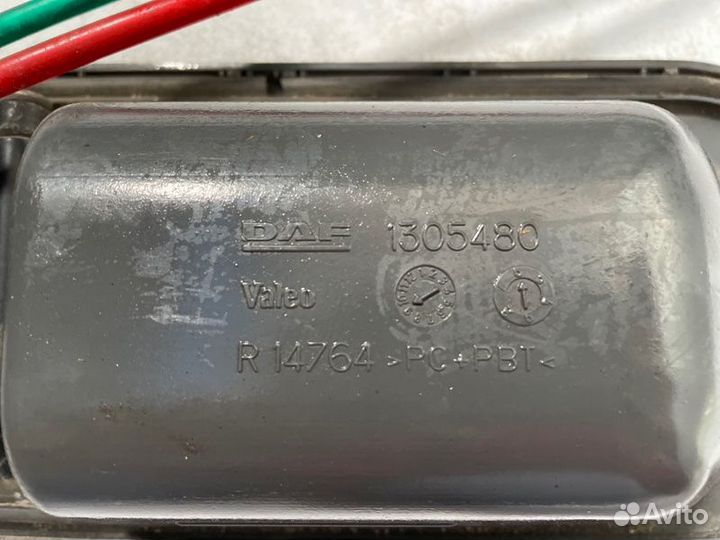 DAF 1305480
Valeo
R 14764 >PC+PBT<
Avito